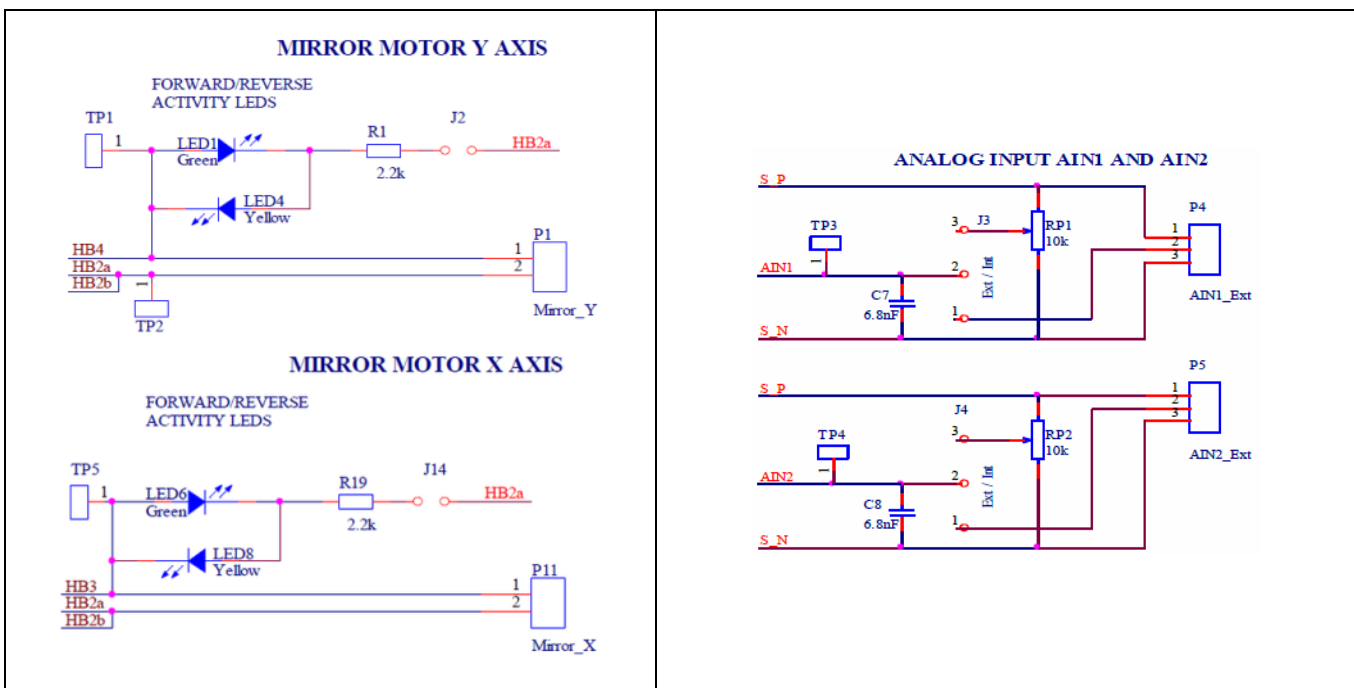 MIRROR MOTOR Y AXIS
FORWARD/REVERSE
ACTIVITY LEDS
TP1
1
LED1
Green
R1
2.2k
J2
HB2a
LED4
Yellow
HB4
HB2a
HB2b
1
TP2
P1
1
2
Mirror_Y
MIRROR MOTOR X AXIS
FORWARD/REVERSE
ACTIVITY LEDS
TP5
1
LED6
Green
R19
2.2k
J14
HB2a
LED8
Yellow
HB3
HB2a
HB2b
P11
1
2
Mirror_X
ANALOG INPUT AIN1 AND AIN2
S_P
TP3
1
AIN1
C7
6.8nF
S_N
J3
3
2
1
Ext / Int
RP1
10k
P4
1
2
3
AIN1_Ext
S_P
TP4
1
AIN2
C8
6.8nF
S_N
J4
3
2
1
Ext / Int
RP2
10k
P5
1
2
3
AIN2_Ext